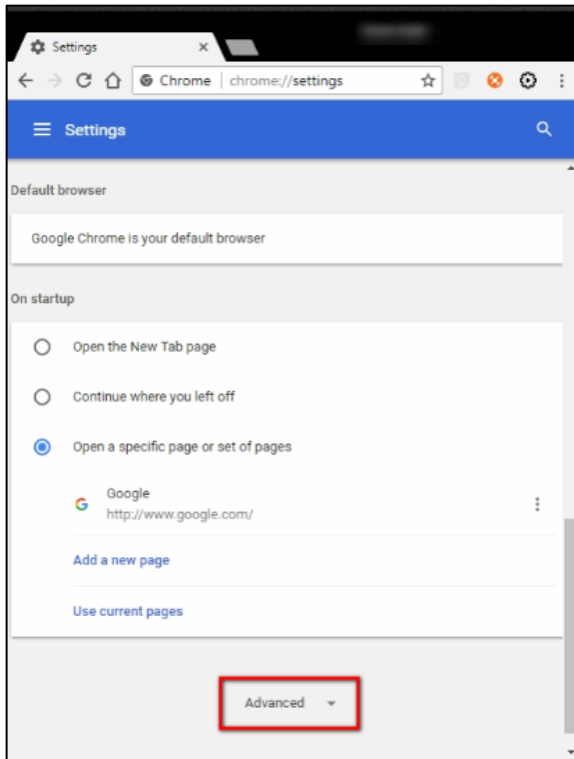 Settings
Chrome | chrome://settings
Settings
Default browser
Google Chrome is your default browser
On startup
Open the New Tab page
Continue where you left off
Open a specific page or set of pages
Google
http://www.google.com/
Add a new page
Use current pages
Advanced